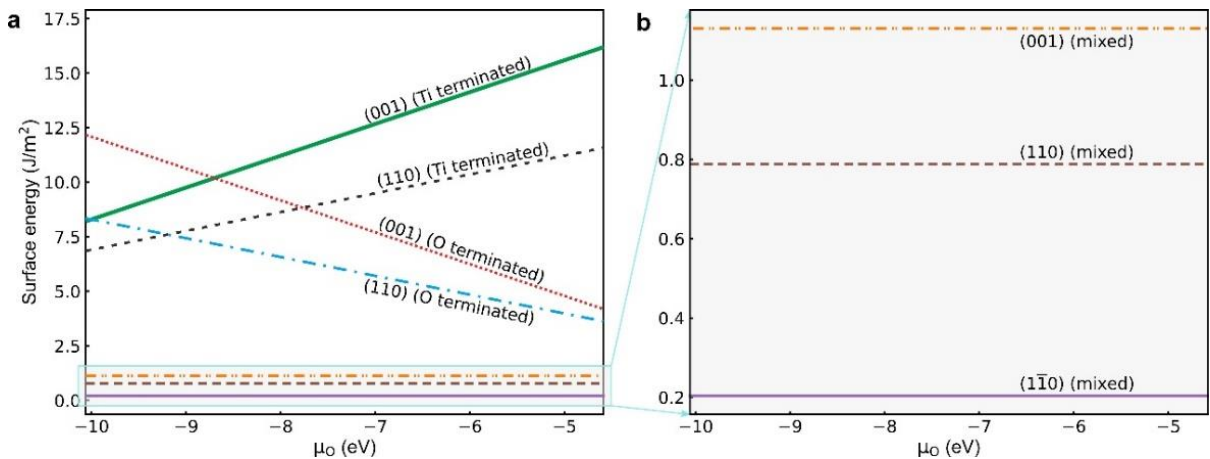 a
17.5
15.0
12.5
10.0
7.5
5.0
2.5
0.0
Surface energy (J/m²)
(001) (Ti terminated)
(110) (Ti terminated)
(001) (O terminated)
(110) (O terminated)
−10
−9
−8
−7
−6
−5
μO (eV)
b
1.0
0.8
0.6
0.4
0.2
(001) (mixed)
(110) (mixed)
(11̅0) (mixed)
−10
−9
−8
−7
−6
−5
μO (eV)